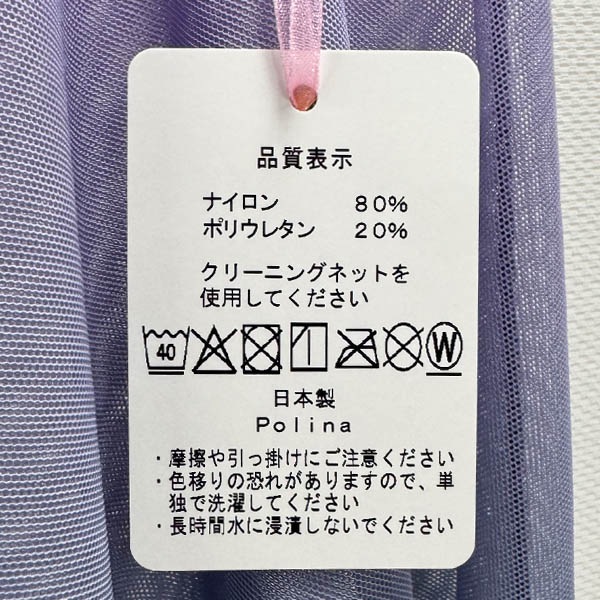 品質表示
ナイロン 80%
ポリウレタン 20%
クリーニングネットを
使用してください
40 W
日本製
Polina
・摩擦や引っ掛けにご注意ください
・色移りの恐れがありますので、単
独で洗濯してください
・長時間水に浸漬しないでください